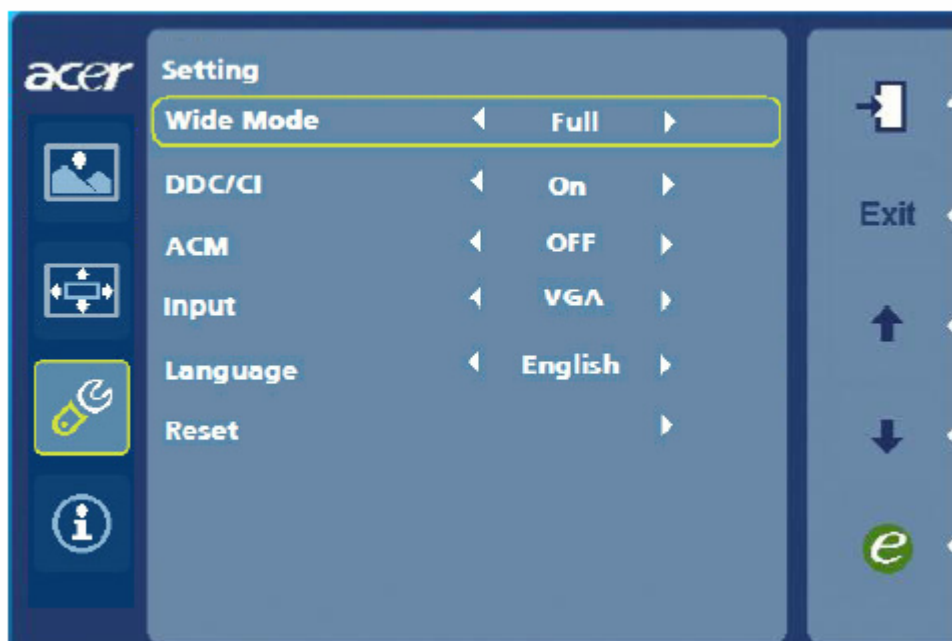 acer
Setting
Wide Mode Full
DDC/CI On
ACM OFF
Input VGA
Language English
Reset
Exit
e